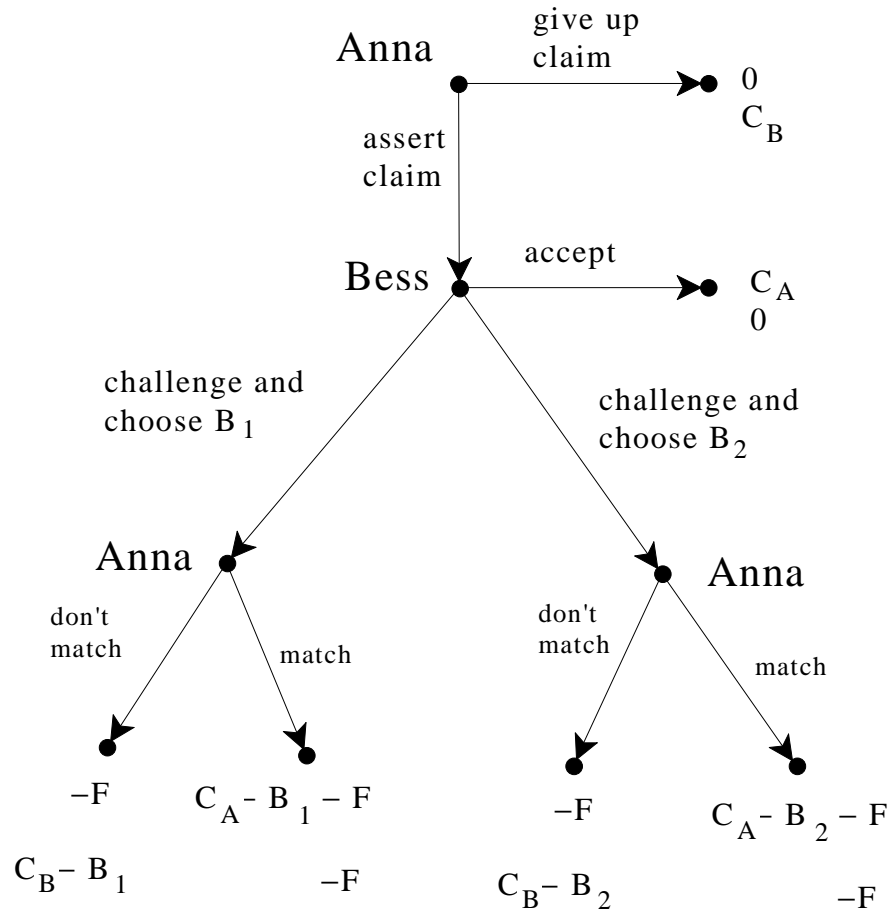 give up
claim
Anna
0
C_B
assert
claim
Bess
accept
C_A
0
challenge and
choose B_1
challenge and
choose B_2
Anna
Anna
don't
match
match
don't
match
match
−F
C_A - B_1 − F
−F
C_A - B_2 − F
C_B − B_1
−F
C_B − B_2
−F